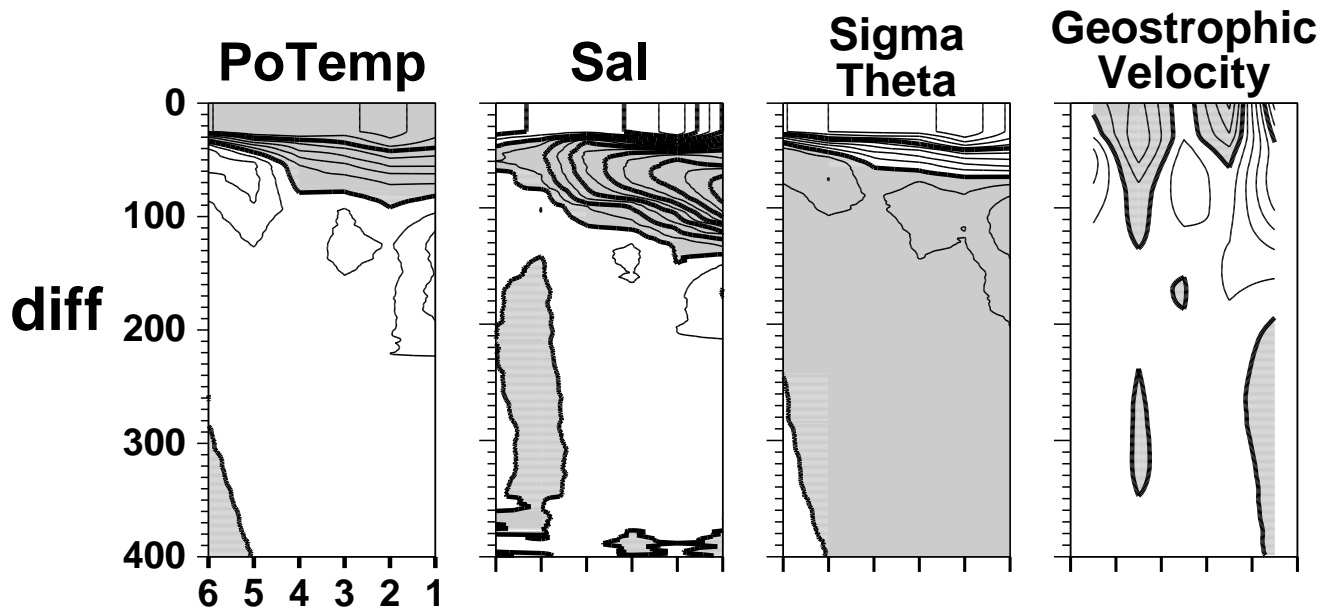 PoTemp
Sal
Sigma
Theta
Geostrophic
Velocity
diff
0
100
200
300
400
6 5 4 3 2 1